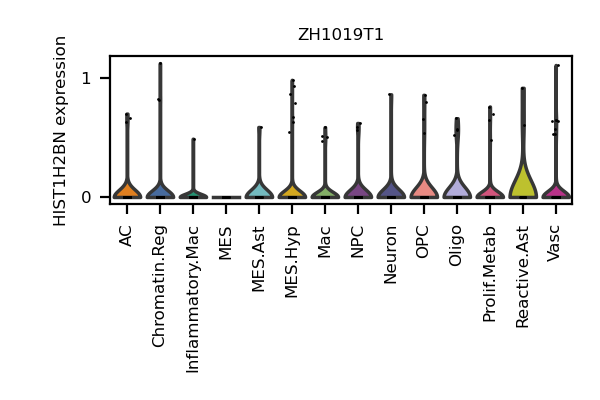 ZH1019T1
HIST1H2BN expression
1
0
AC
Chromatin.Reg
Inflammatory.Mac
MES
MES.Ast
MES.Hyp
Mac
NPC
Neuron
OPC
Oligo
Prolif.Metab
Reactive.Ast
Vasc